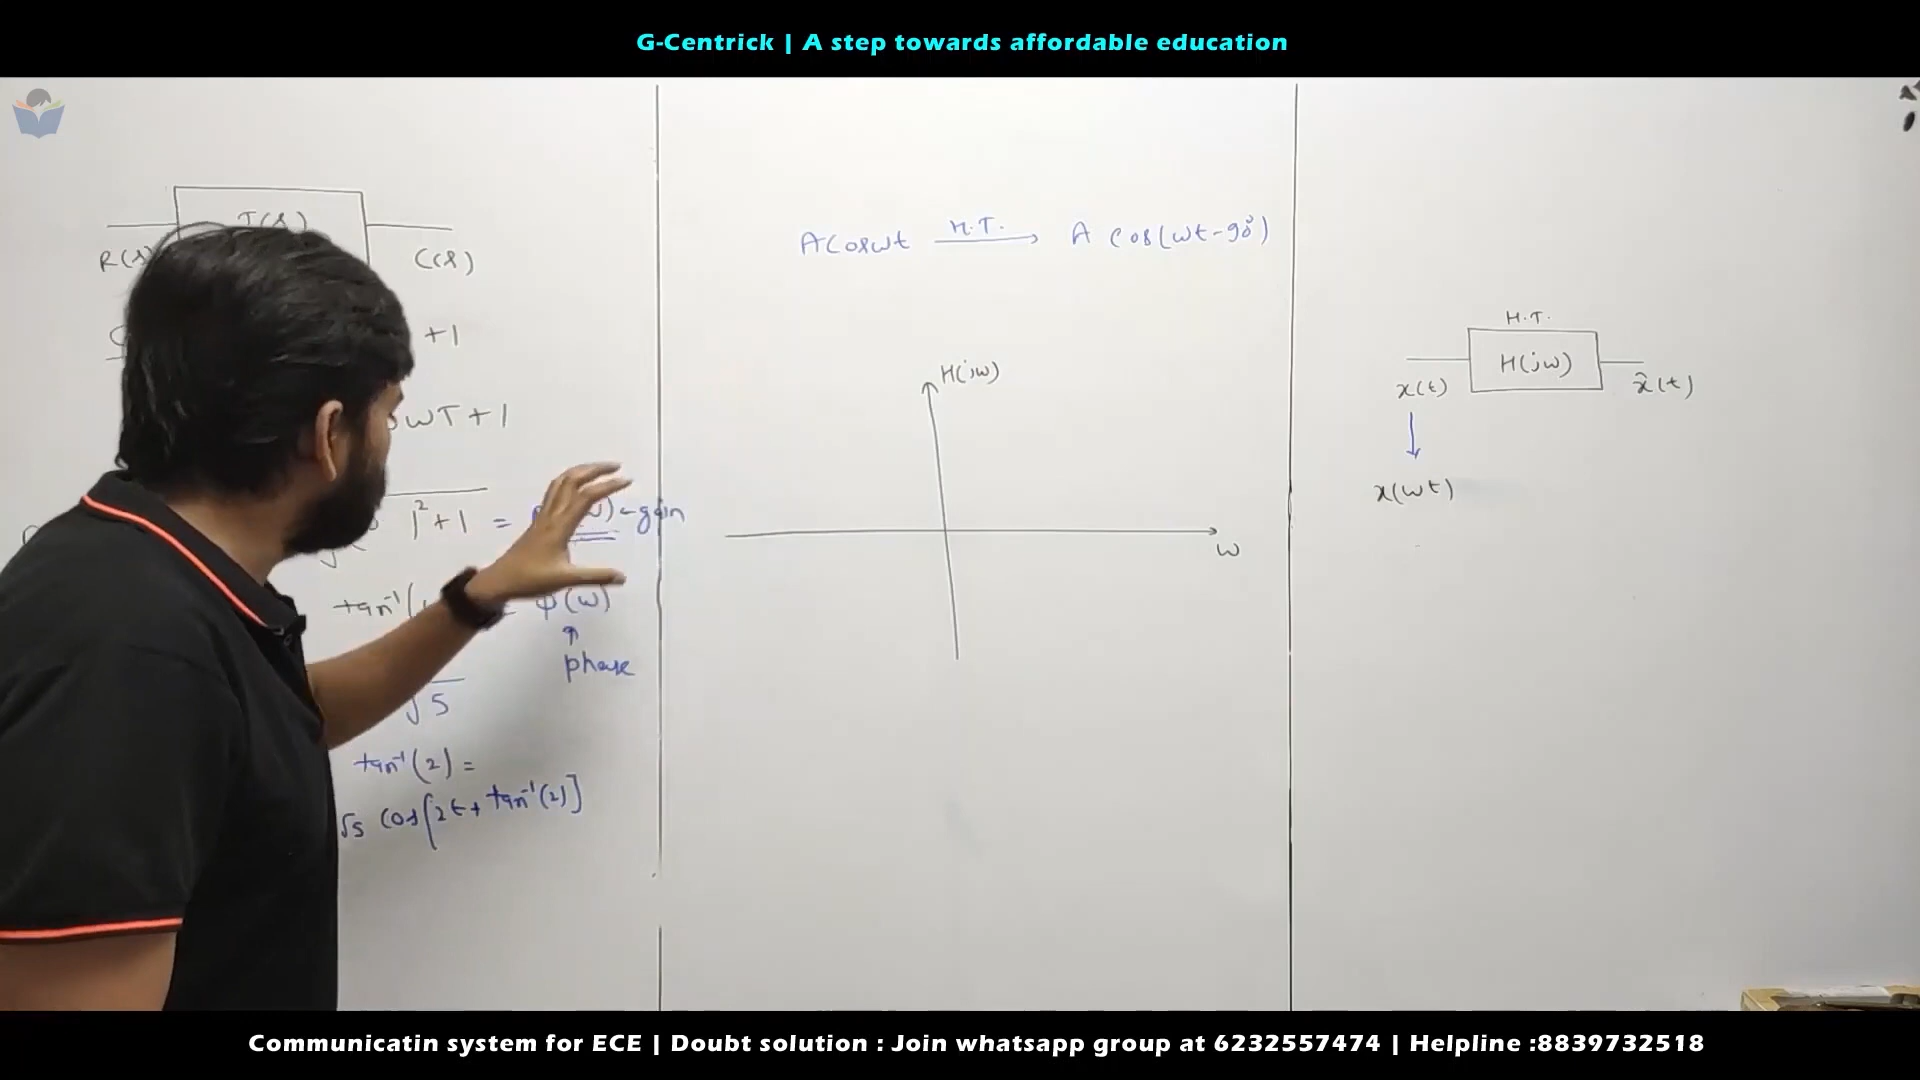 G-Centrick | A step towards affordable education
T(s)
R(s) C(s)
+1
ωT + 1
)² + 1 = ← gain
tan⁻¹( = φ(ω)
↑
phase
√5
tan⁻¹(2) =
√5 cos[2t + tan⁻¹(2)]
A cosωt H.T. → A cos(ωt-90°)
H(jω)
ω
H.T.
H(jω)
x(t) x̂(t)
↓
x(ωt)
Communicatin system for ECE | Doubt solution : Join whatsapp group at 6232557474 | Helpline :8839732518